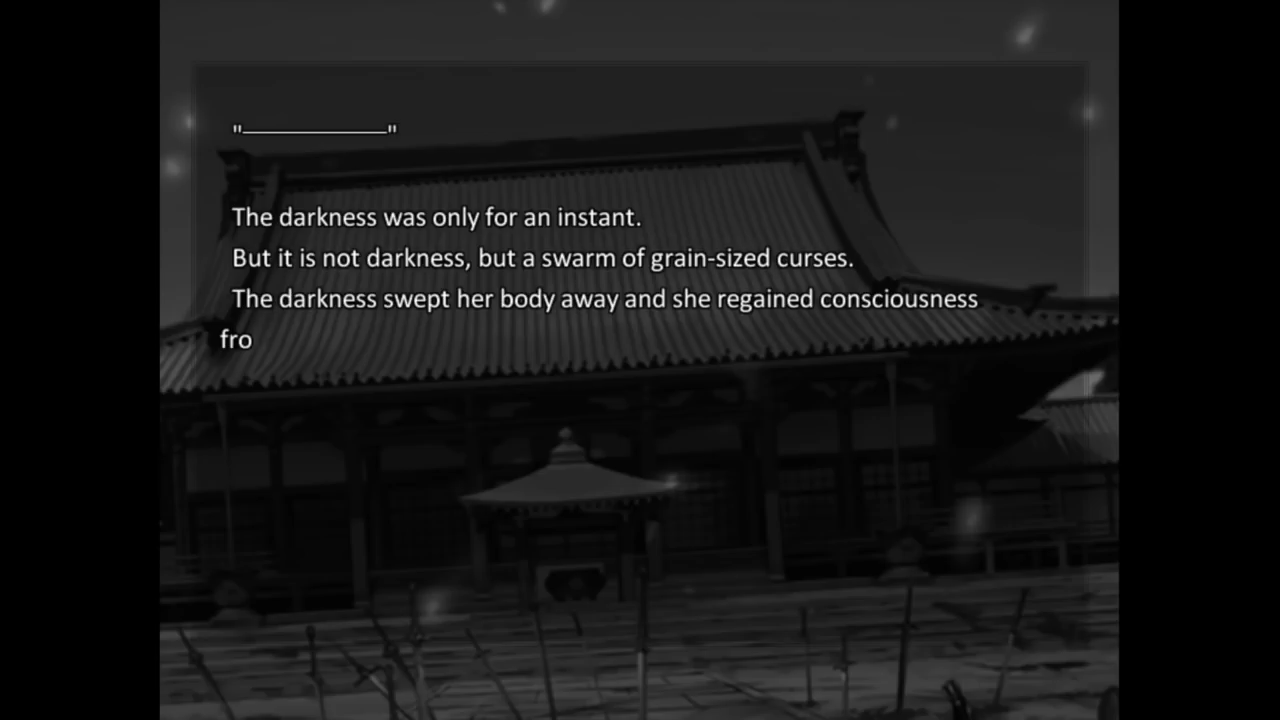 "——————"
The darkness was only for an instant.
But it is not darkness, but a swarm of grain-sized curses.
The darkness swept her body away and she regained consciousness
fro